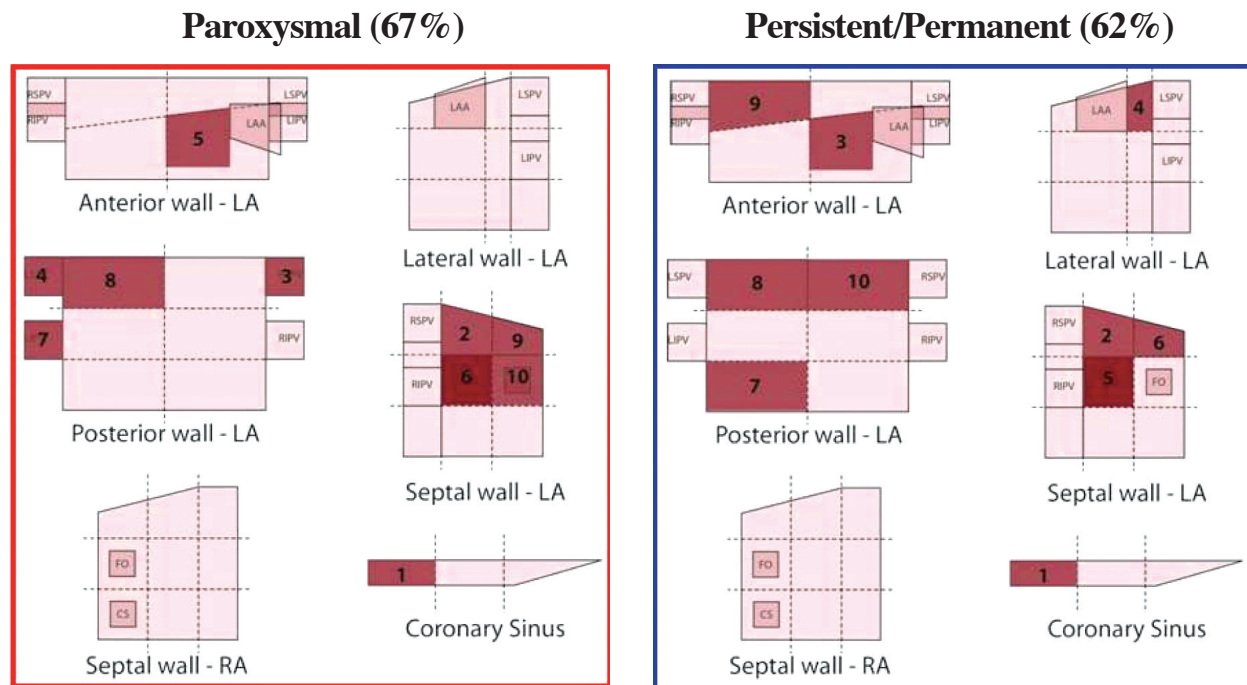 Paroxysmal (67%)
RSPV
RIPV
5
LAA
LSPV
LIPV
Anterior wall - LA
LAA
LSPV
LIPV
Lateral wall - LA
4
8
3
7
RIPV
Posterior wall - LA
RSPV
2
9
RIPV
6
10
Septal wall - LA
FO
CS
Septal wall - RA
1
Coronary Sinus
Persistent/Permanent (62%)
RSPV
RIPV
9
3
LAA
LSPV
LIPV
Anterior wall - LA
LAA
4
LSPV
LIPV
Lateral wall - LA
LSPV
8
10
RSPV
LIPV
RIPV
7
Posterior wall - LA
RSPV
2
6
RIPV
5
FO
Septal wall - LA
FO
CS
Septal wall - RA
1
Coronary Sinus